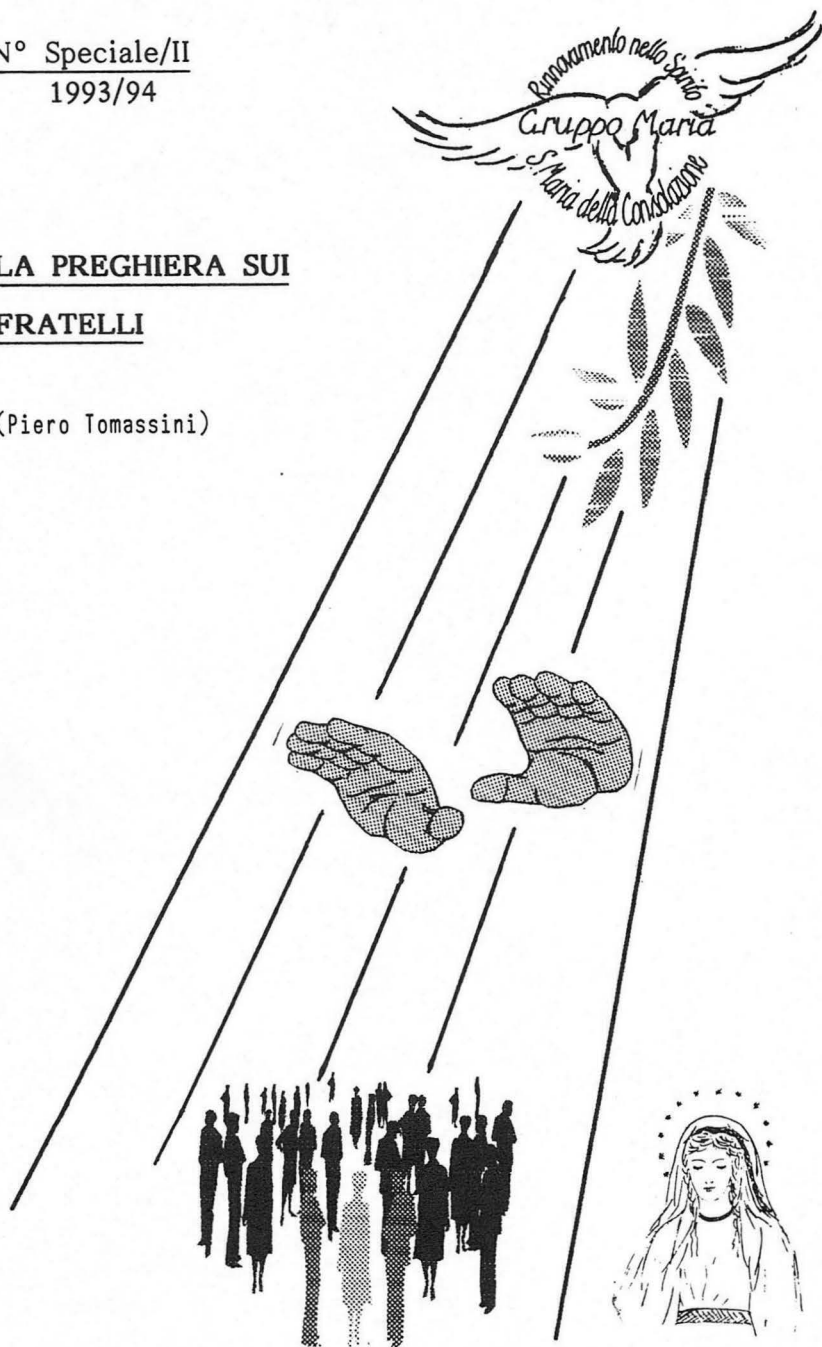 N° Speciale/II
1993/94
Rinnovamento nello Spirito
Gruppo Maria
S. Maria della Consolazione
LA PREGHIERA SUI
FRATELLI
(Piero Tomassini)